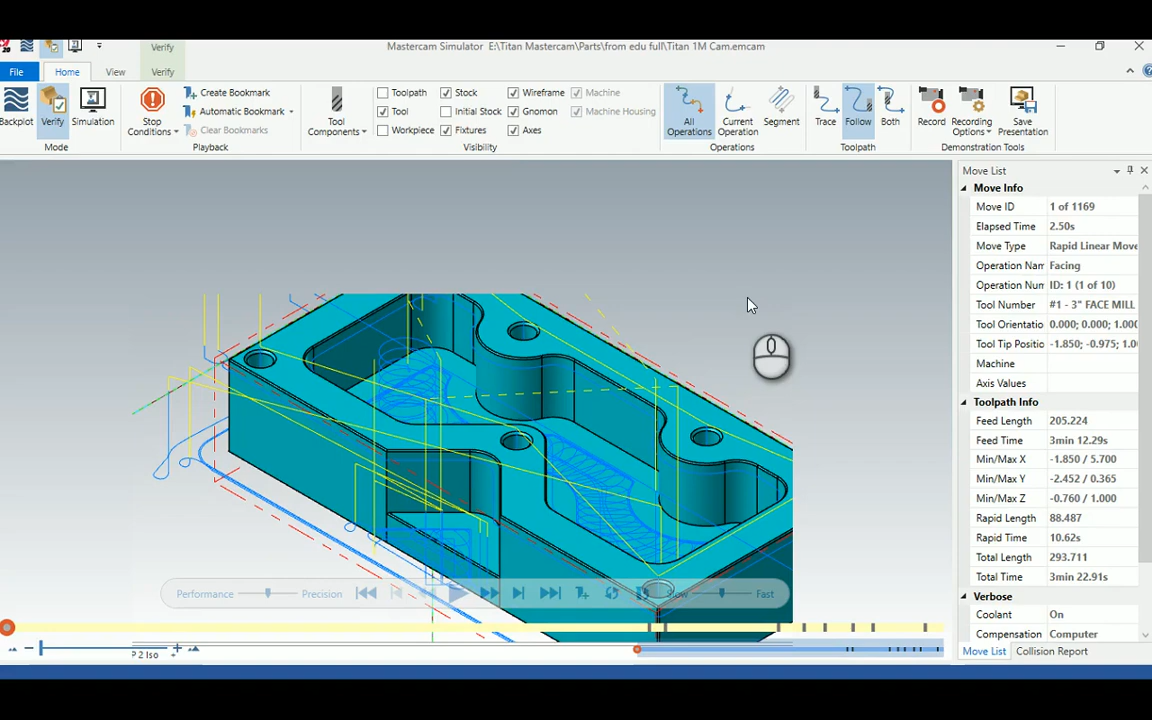 Verify
Mastercam Simulator E:\Titan Mastercam\Parts\from edu full\Titan 1M Cam.emcam
File Home View Verify
Backplot Verify Simulation
Mode
Stop Conditions
Create Bookmark
Automatic Bookmark
Clear Bookmarks
Playback
Tool Components
Toolpath Stock Wireframe Machine
Tool Initial Stock Gnomon Machine Housing
Workpiece Fixtures Axes
Visibility
All Operations
Current Operation
Segment
Operations
Trace Follow Both
Toolpath
Record
Recording Options
Save Presentation
Demonstration Tools
Move List
Move Info
Move ID 1 of 1169
Elapsed Time 2.50s
Move Type Rapid Linear Move
Operation Nar Facing
Operation Nur ID: 1 (1 of 10)
Tool Number #1 - 3" FACE MILL
Tool Orientatio 0.000; 0.000; 1.000
Tool Tip Positio -1.850; -0.975; 1.0
Machine
Axis Values
Toolpath Info
Feed Length 205.224
Feed Time 3min 12.29s
Min/Max X -1.850 / 5.700
Min/Max Y -2.452 / 0.365
Min/Max Z -0.760 / 1.000
Rapid Length 88.487
Rapid Time 10.62s
Total Length 293.711
Total Time 3min 22.91s
Verbose
Coolant On
Compensation Computer
Move List Collision Report
Performance Precision Slow Fast
P 2 Iso